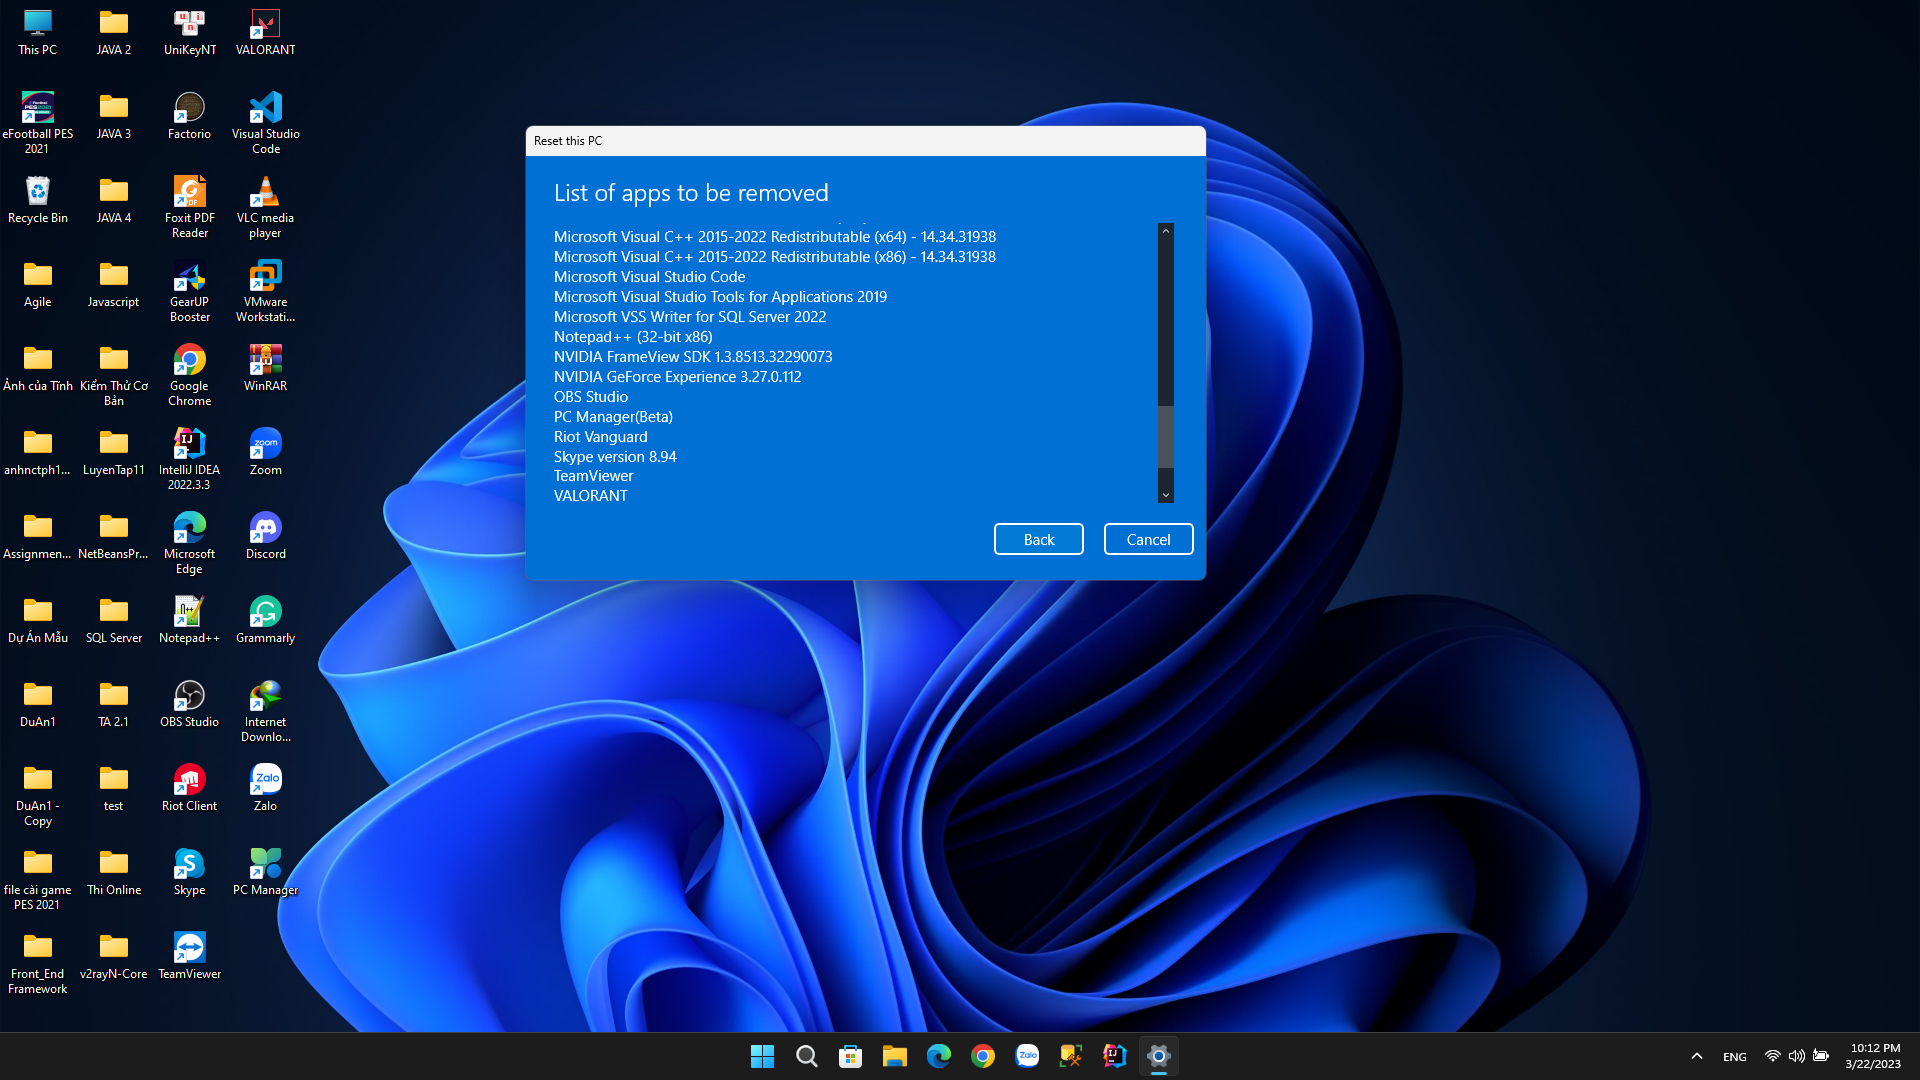 This PC
JAVA 2
UniKeyNT
VALORANT
eFootball PES
2021
JAVA 3
Factorio
Visual Studio
Code
Recycle Bin
JAVA 4
Foxit PDF
Reader
VLC media
player
Agile
Javascript
GearUP
Booster
VMware
Workstati...
Ảnh của Tính
Kiểm Thử Cơ
Bản
Google
Chrome
WinRAR
anhnctph1...
LuyenTap11
IntelliJ IDEA
2022.3.3
Zoom
Assignmen...
NetBeansPr...
Microsoft
Edge
Discord
Dự Án Mẫu
SQL Server
Notepad++
Grammarly
DuAn1
TA 2.1
OBS Studio
Internet
Downlo...
DuAn1 -
Copy
test
Riot Client
Zalo
file cài game
PES 2021
Thi Online
Skype
PC Manager
Front_End
Framework
v2rayN-Core
TeamViewer
Reset this PC
List of apps to be removed
Microsoft Visual C++ 2015-2022 Redistributable (x64) - 14.34.31938
Microsoft Visual C++ 2015-2022 Redistributable (x86) - 14.34.31938
Microsoft Visual Studio Code
Microsoft Visual Studio Tools for Applications 2019
Microsoft VSS Writer for SQL Server 2022
Notepad++ (32-bit x86)
NVIDIA FrameView SDK 1.3.8513.32290073
NVIDIA GeForce Experience 3.27.0.112
OBS Studio
PC Manager(Beta)
Riot Vanguard
Skype version 8.94
TeamViewer
VALORANT
Back
Cancel
ENG
10:12 PM
3/22/2023